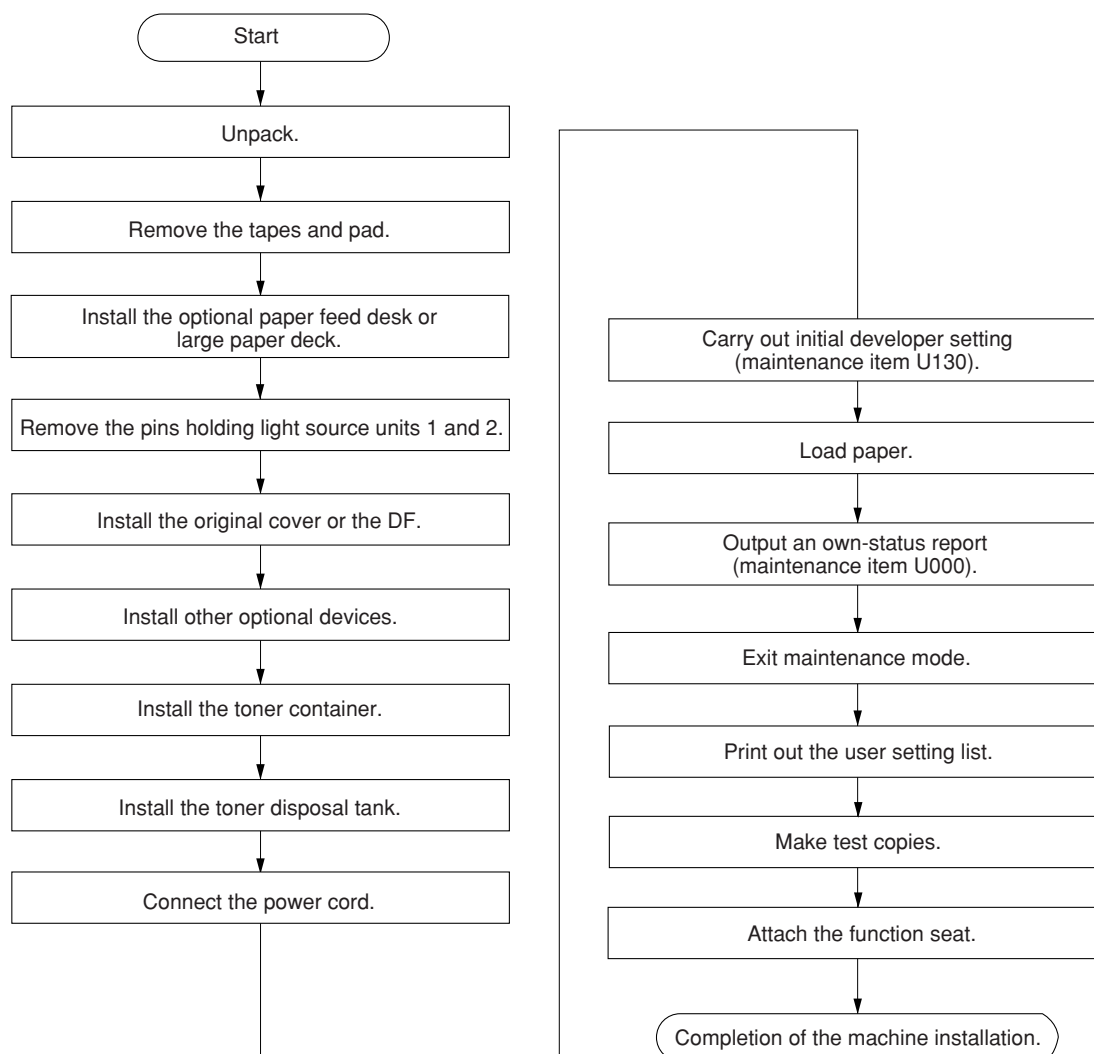 Start
Unpack.
Remove the tapes and pad.
Install the optional paper feed desk or
large paper deck.
Remove the pins holding light source units 1 and 2.
Install the original cover or the DF.
Install other optional devices.
Install the toner container.
Install the toner disposal tank.
Connect the power cord.
Carry out initial developer setting
(maintenance item U130).
Load paper.
Output an own-status report
(maintenance item U000).
Exit maintenance mode.
Print out the user setting list.
Make test copies.
Attach the function seat.
Completion of the machine installation.